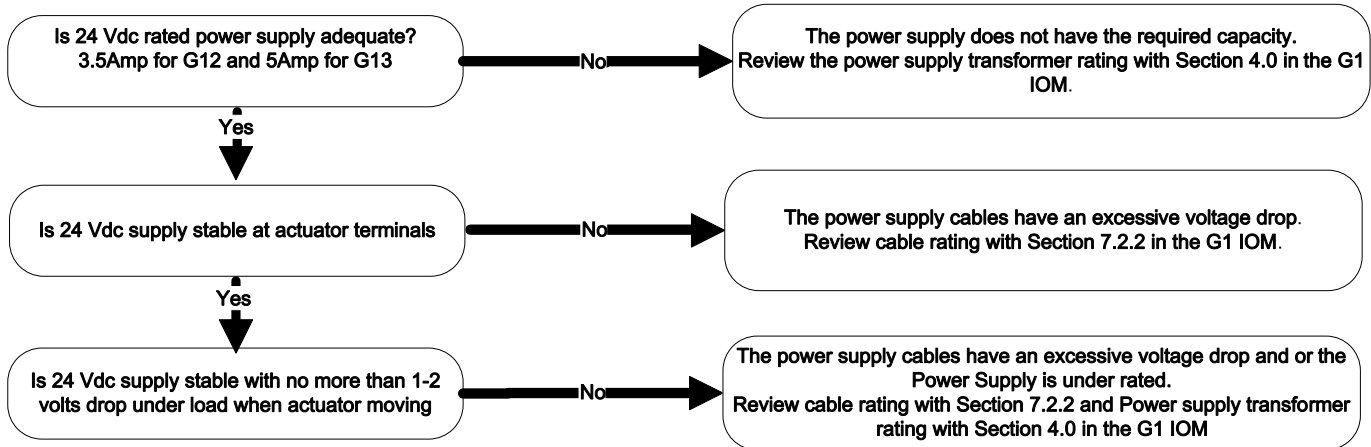 Is 24 Vdc rated power supply adequate?
3.5Amp for G12 and 5Amp for G13
No
The power supply does not have the required capacity.
Review the power supply transformer rating with Section 4.0 in the G1
IOM.
Yes
Is 24 Vdc supply stable at actuator terminals
No
The power supply cables have an excessive voltage drop.
Review cable rating with Section 7.2.2 in the G1 IOM.
Yes
Is 24 Vdc supply stable with no more than 1-2
volts drop under load when actuator moving
No
The power supply cables have an excessive voltage drop and or the
Power Supply is under rated.
Review cable rating with Section 7.2.2 and Power supply transformer
rating with Section 4.0 in the G1 IOM